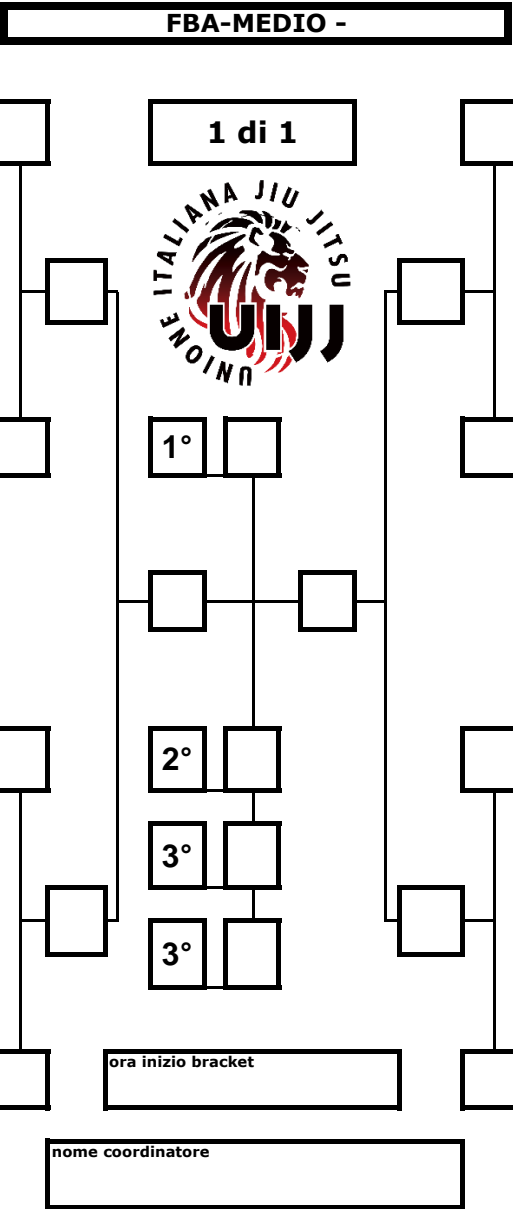 FBA-MEDIO -
1 di 1
UNIONE ITALIANA JIU JITSU
UIJJ
1°
2°
3°
3°
ora inizio bracket
nome coordinatore